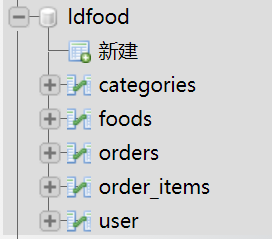 ldfood
新建
categories
foods
orders
order_items
user